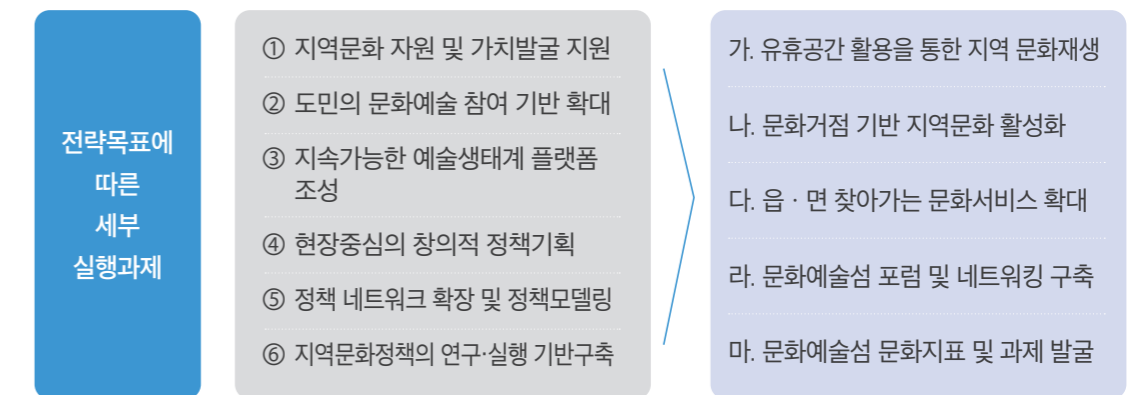 전략목표에
따른
세부
실행과제
① 지역문화 자원 및 가치발굴 지원
② 도민의 문화예술 참여 기반 확대
③ 지속가능한 예술생태계 플랫폼
조성
④ 현장중심의 창의적 정책기획
⑤ 정책 네트워크 확장 및 정책모델링
⑥ 지역문화정책의 연구·실행 기반구축
가. 유휴공간 활용을 통한 지역 문화재생
나. 문화거점 기반 지역문화 활성화
다. 읍 · 면 찾아가는 문화서비스 확대
라. 문화예술섬 포럼 및 네트워킹 구축
마. 문화예술섬 문화지표 및 과제 발굴